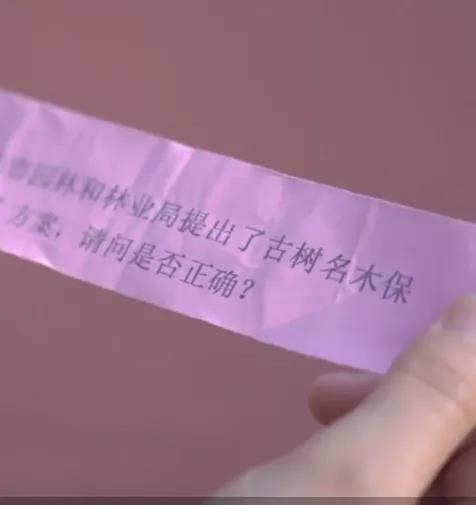 市园林和林业局提出了古树名木保
方案，请问是否正确？